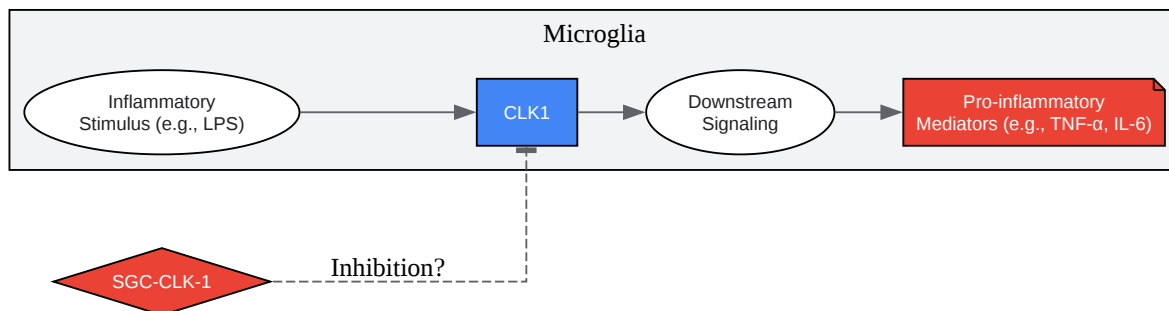 Microglia
Inflammatory
Stimulus (e.g., LPS)
CLK1
Downstream
Signaling
Pro-inflammatory
Mediators (e.g., TNF-α, IL-6)
Inhibition?
SGC-CLK-1